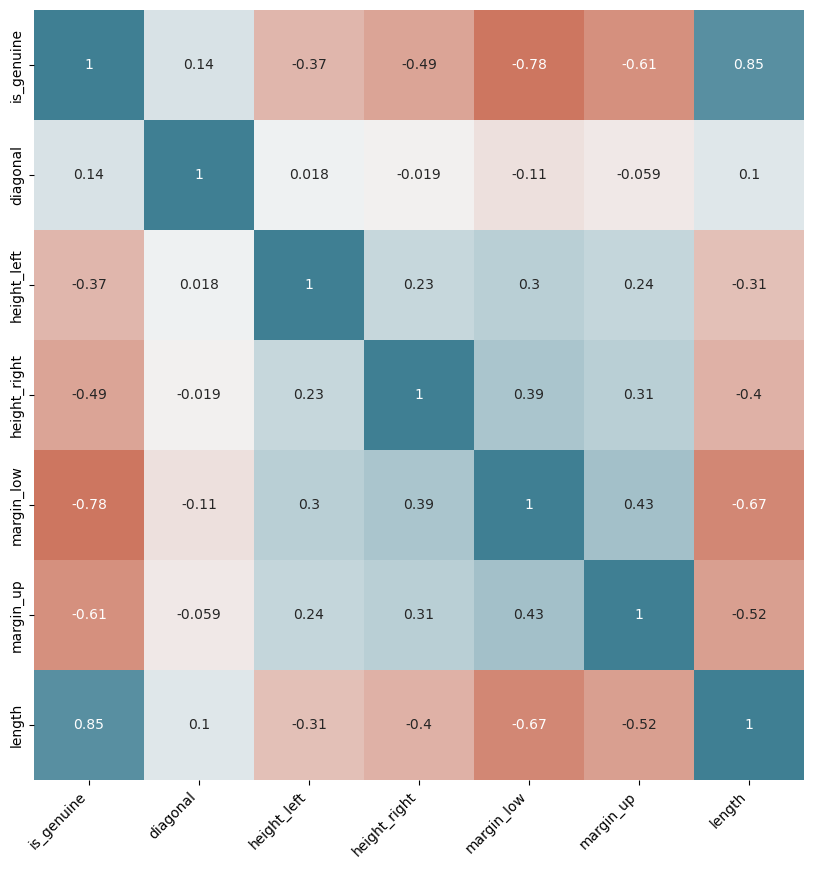 is_genuine 1 0.14 -0.37 -0.49 -0.78 -0.61 0.85
diagonal 0.14 1 0.018 -0.019 -0.11 -0.059 0.1
height_left -0.37 0.018 1 0.23 0.3 0.24 -0.31
height_right -0.49 -0.019 0.23 1 0.39 0.31 -0.4
margin_low -0.78 -0.11 0.3 0.39 1 0.43 -0.67
margin_up -0.61 -0.059 0.24 0.31 0.43 1 -0.52
length 0.85 0.1 -0.31 -0.4 -0.67 -0.52 1
is_genuine diagonal height_left height_right margin_low margin_up length